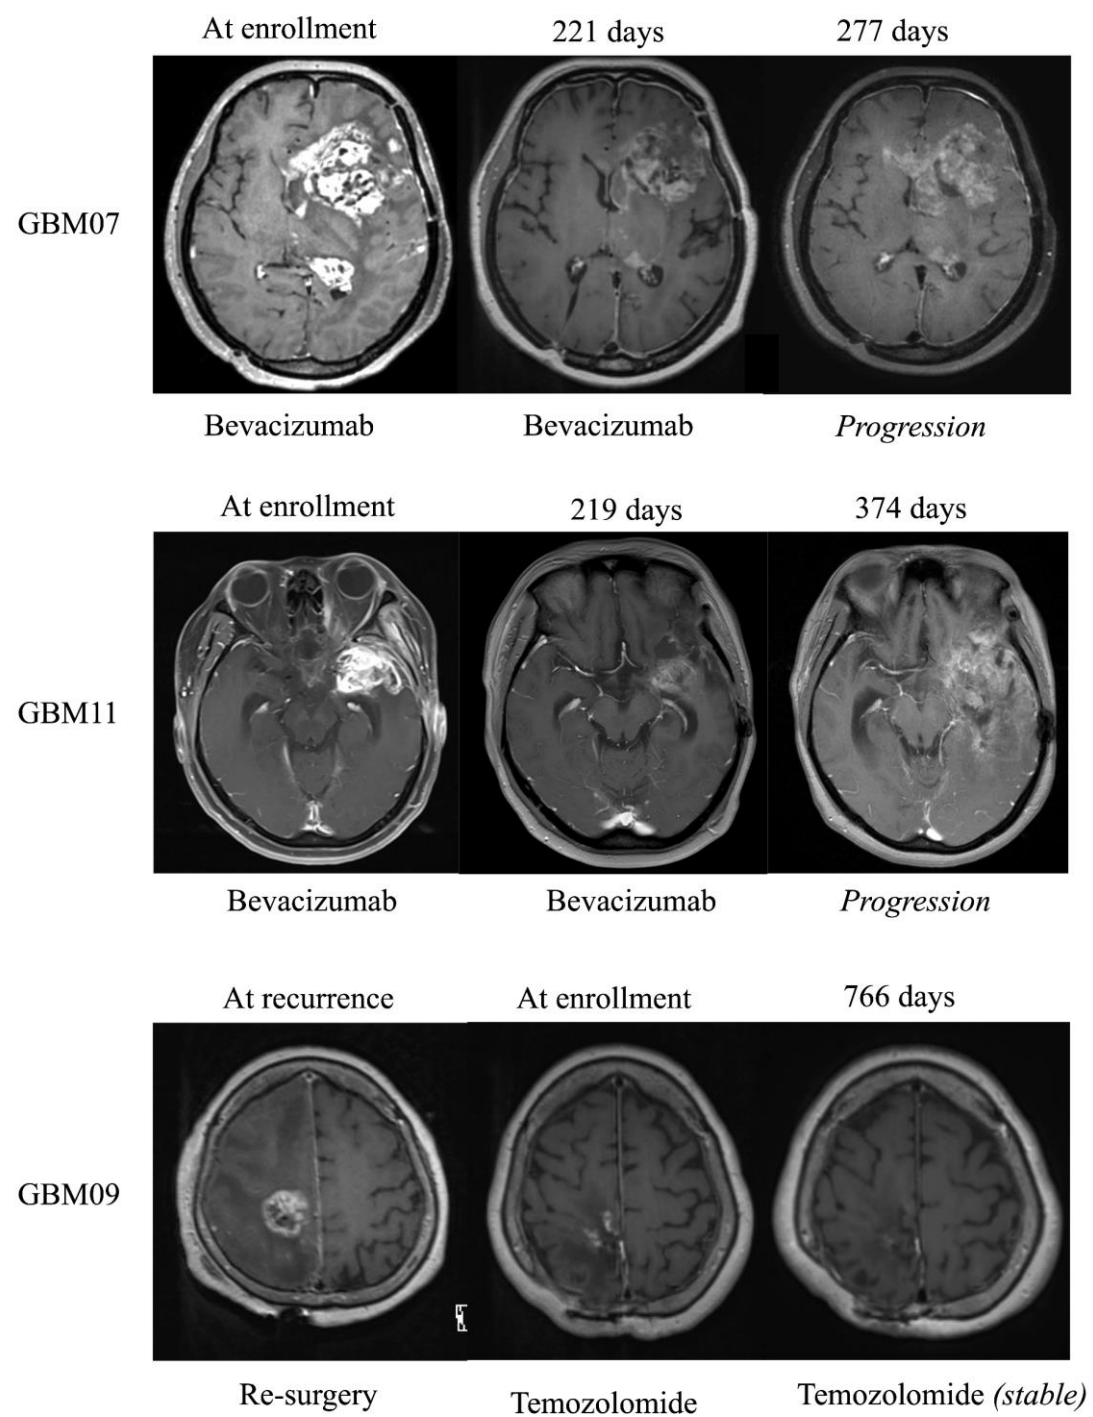 At enrollment 221 days 277 days
GBM07
Bevacizumab Bevacizumab Progression
At enrollment 219 days 374 days
GBM11
Bevacizumab Bevacizumab Progression
At recurrence At enrollment 766 days
GBM09
Re-surgery Temozolomide Temozolomide (stable)